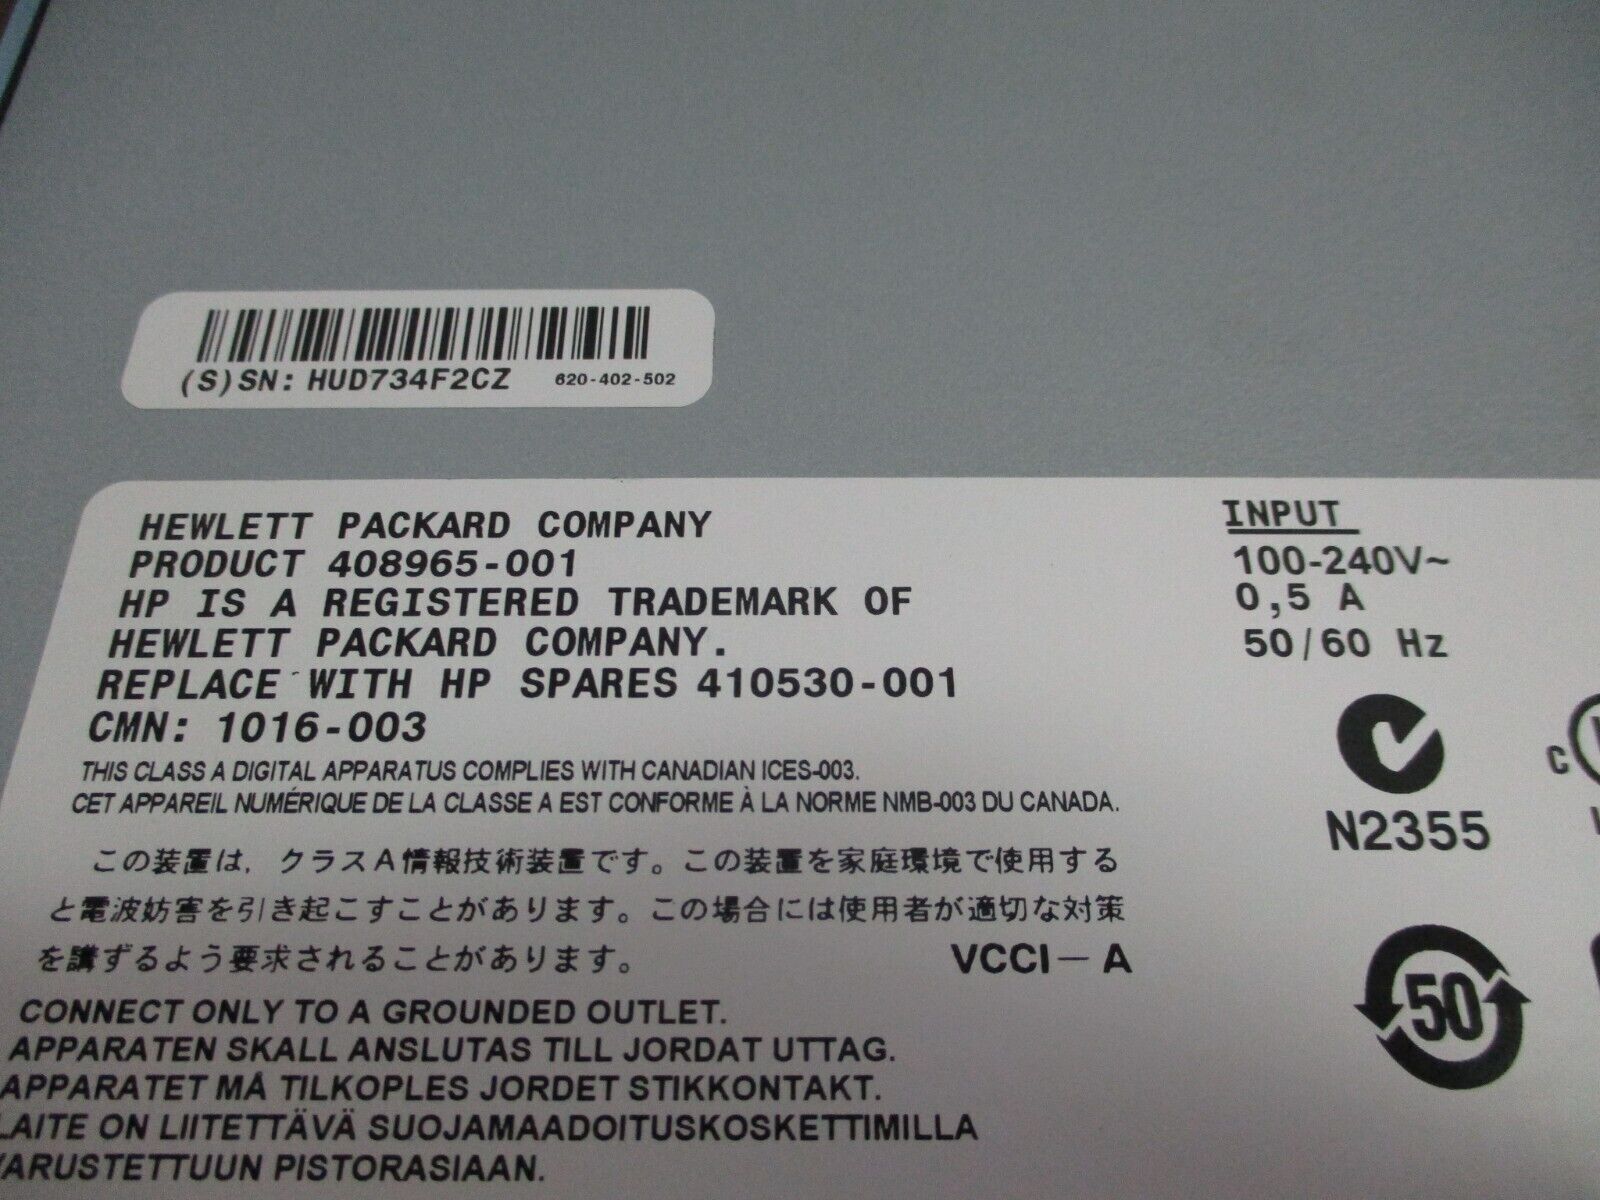 (S)SN: HUD734F2CZ 620-402-502
HEWLETT PACKARD COMPANY
PRODUCT 408965-001
HP IS A REGISTERED TRADEMARK OF
HEWLETT PACKARD COMPANY.
REPLACE WITH HP SPARES 410530-001
CMN: 1016-003
THIS CLASS A DIGITAL APPARATUS COMPLIES WITH CANADIAN ICES-003.
CET APPAREIL NUMÉRIQUE DE LA CLASSE A EST CONFORME À LA NORME NMB-003 DU CANADA.
この装置は, クラスA情報技術装置です。この装置を家庭環境で使用する
と電波妨害を引き起こすことがあります。この場合には使用者が適切な対策
を講ずるよう要求されることがあります。 VCCI-A
CONNECT ONLY TO A GROUNDED OUTLET.
APPARATEN SKALL ANSLUTAS TILL JORDAT UTTAG.
APPARATET MÅ TILKOPLES JORDET STIKKONTAKT.
LAITE ON LIITETTÄVÄ SUOJAMAADOITUSKOSKETTIMILLA
VARUSTETTUUN PISTORASIAAN.
INPUT
100-240V~
0,5 A
50/60 Hz
N2355
C
50